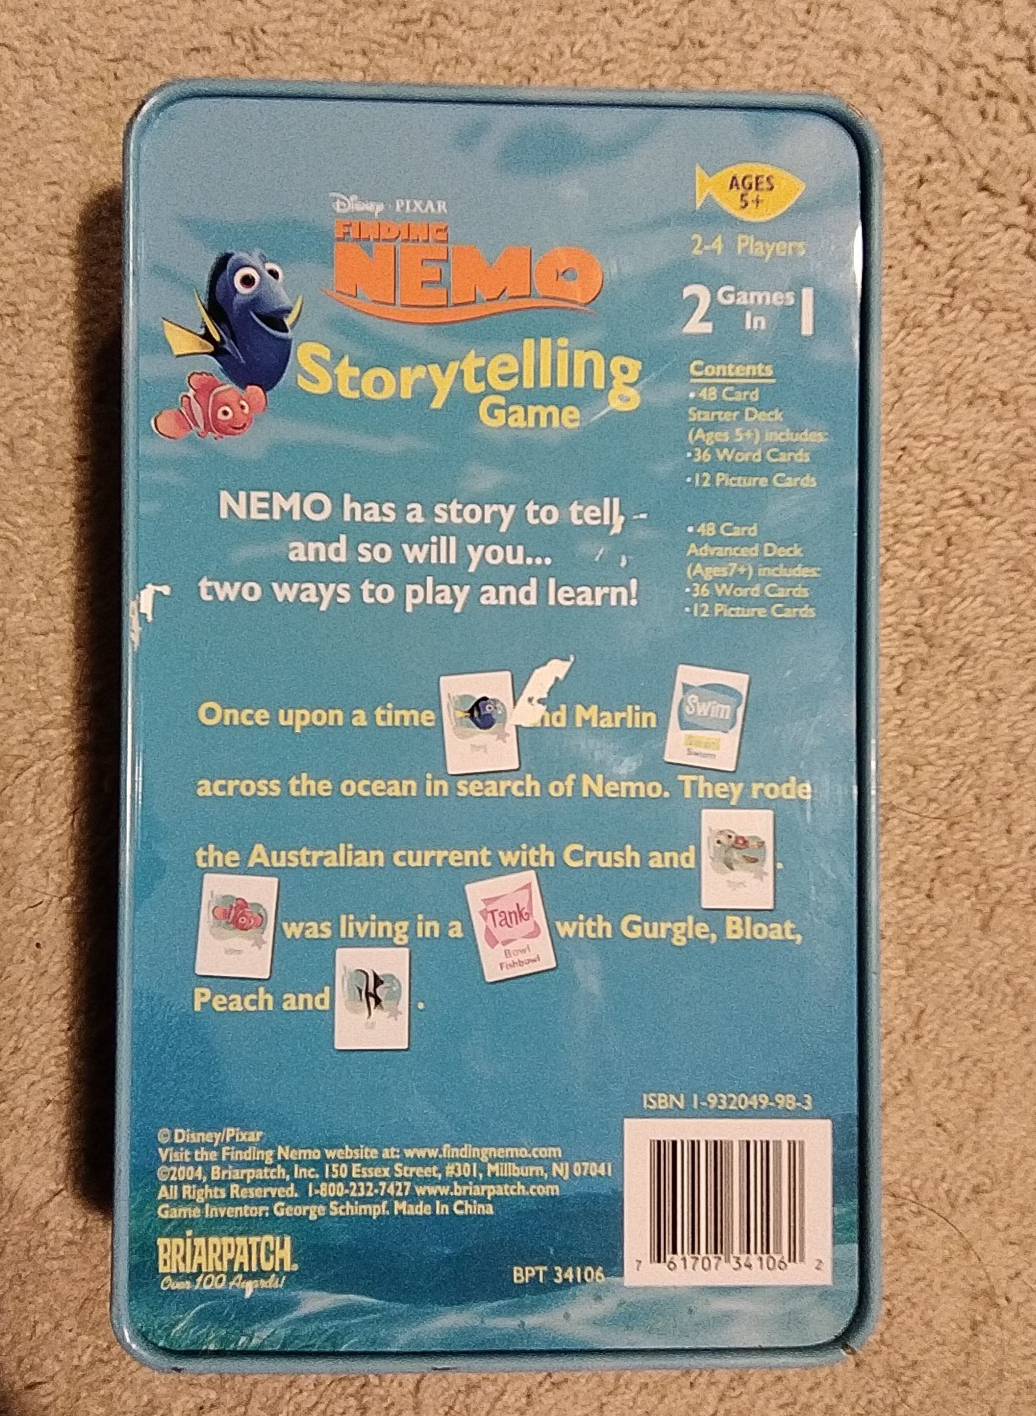 Disney · PIXAR
FINDING
NEMO
Storytelling
Game
AGES
5+
2-4 Players
2 Games In 1
Contents
• 48 Card
Starter Deck
(Ages 5+) includes:
•36 Word Cards
•12 Picture Cards
• 48 Card
Advanced Deck
(Ages7+) includes:
•36 Word Cards
•12 Picture Cards
NEMO has a story to tell, -
and so will you...
two ways to play and learn!
Once upon a time and Marlin Swim
Swam
across the ocean in search of Nemo. They rode
the Australian current with Crush and .
was living in a Tank with Gurgle, Bloat,
Bowl
Fishbowl
Peach and .
ISBN 1-932049-98-3
© Disney/Pixar
Visit the Finding Nemo website at: www.findingnemo.com
©2004, Briarpatch, Inc. 150 Essex Street, #301, Millburn, NJ 07041
All Rights Reserved. 1-800-232-7427 www.briarpatch.com
Game Inventor: George Schimpf. Made In China
BRIARPATCH®
Over 100 Awards!
BPT 34106
7 61707 34106 2